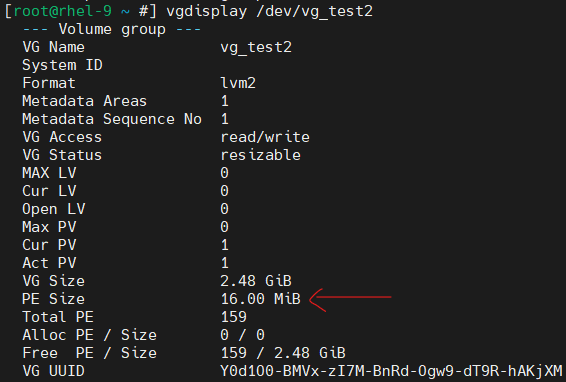 [root@rhel-9 ~ #] vgdisplay /dev/vg_test2
--- Volume group ---
VG Name vg_test2
System ID
Format lvm2
Metadata Areas 1
Metadata Sequence No 1
VG Access read/write
VG Status resizable
MAX LV 0
Cur LV 0
Open LV 0
Max PV 0
Cur PV 1
Act PV 1
VG Size 2.48 GiB
PE Size 16.00 MiB
Total PE 159
Alloc PE / Size 0 / 0
Free PE / Size 159 / 2.48 GiB
VG UUID Y0d1O0-BMVx-zI7M-BnRd-Ogw9-dT9R-hAKjXM